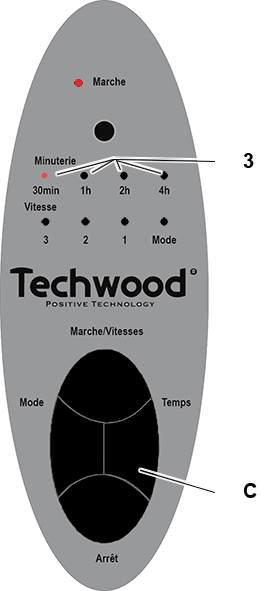 Marche
Minuterie
3
30min 1h 2h 4h
Vitesse
3 2 1 Mode
Techwood®
POSITIVE TECHNOLOGY
Marche/Vitesses
Mode Temps
C
Arrêt